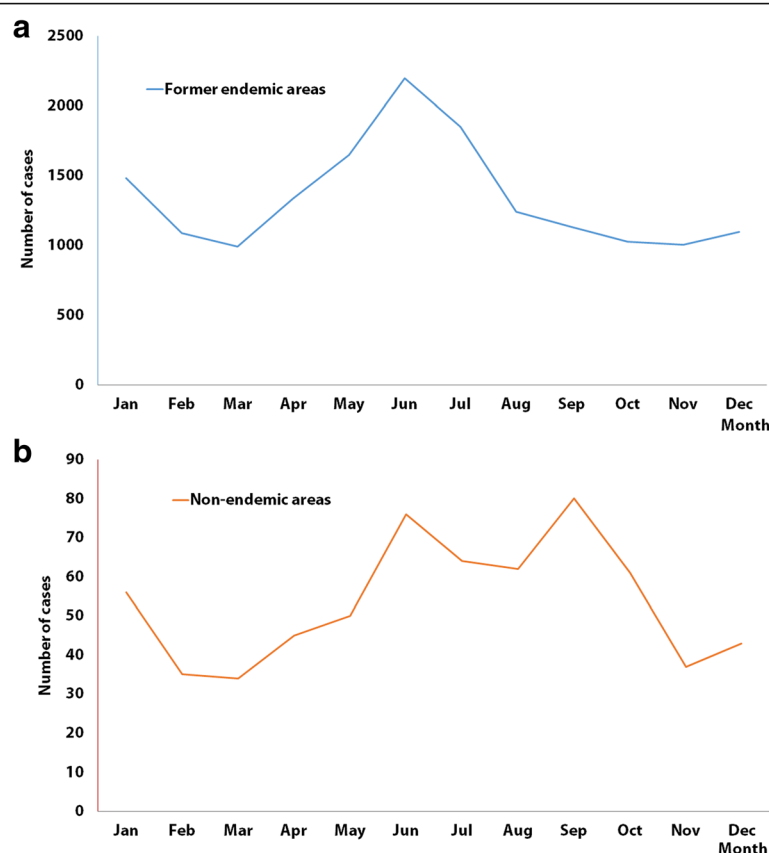 a
2500
2000
1500
1000
500
0
Number of cases
Former endemic areas
Jan Feb Mar Apr May Jun Jul Aug Sep Oct Nov Dec
Month
b
90
80
70
60
50
40
30
20
10
0
Number of cases
Non-endemic areas
Jan Feb Mar Apr May Jun Jul Aug Sep Oct Nov Dec
Month